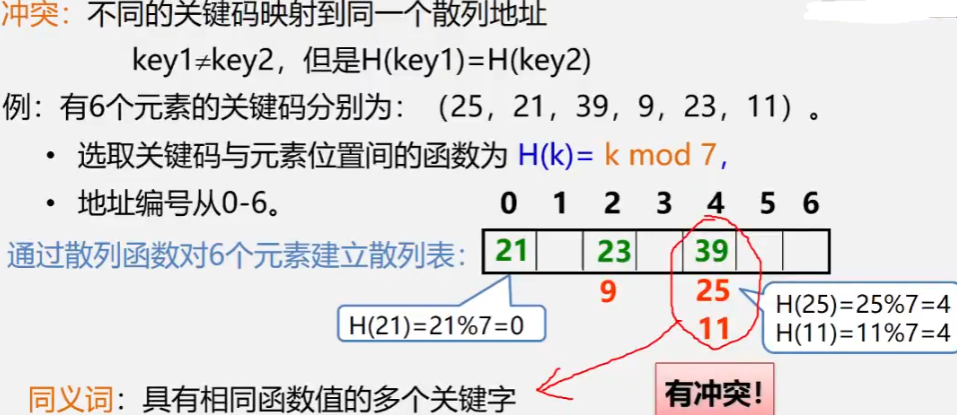 冲突：不同的关键码映射到同一个散列地址
key1≠key2，但是H(key1)=H(key2)
例：有6个元素的关键码分别为：（25，21，39，9，23，11）。
• 选取关键码与元素位置间的函数为 H(k)= k mod 7,
• 地址编号从0-6。
0 1 2 3 4 5 6
通过散列函数对6个元素建立散列表：
21 23 39
9 25
11
H(21)=21%7=0
H(25)=25%7=4
H(11)=11%7=4
有冲突！
同义词：具有相同函数值的多个关键字